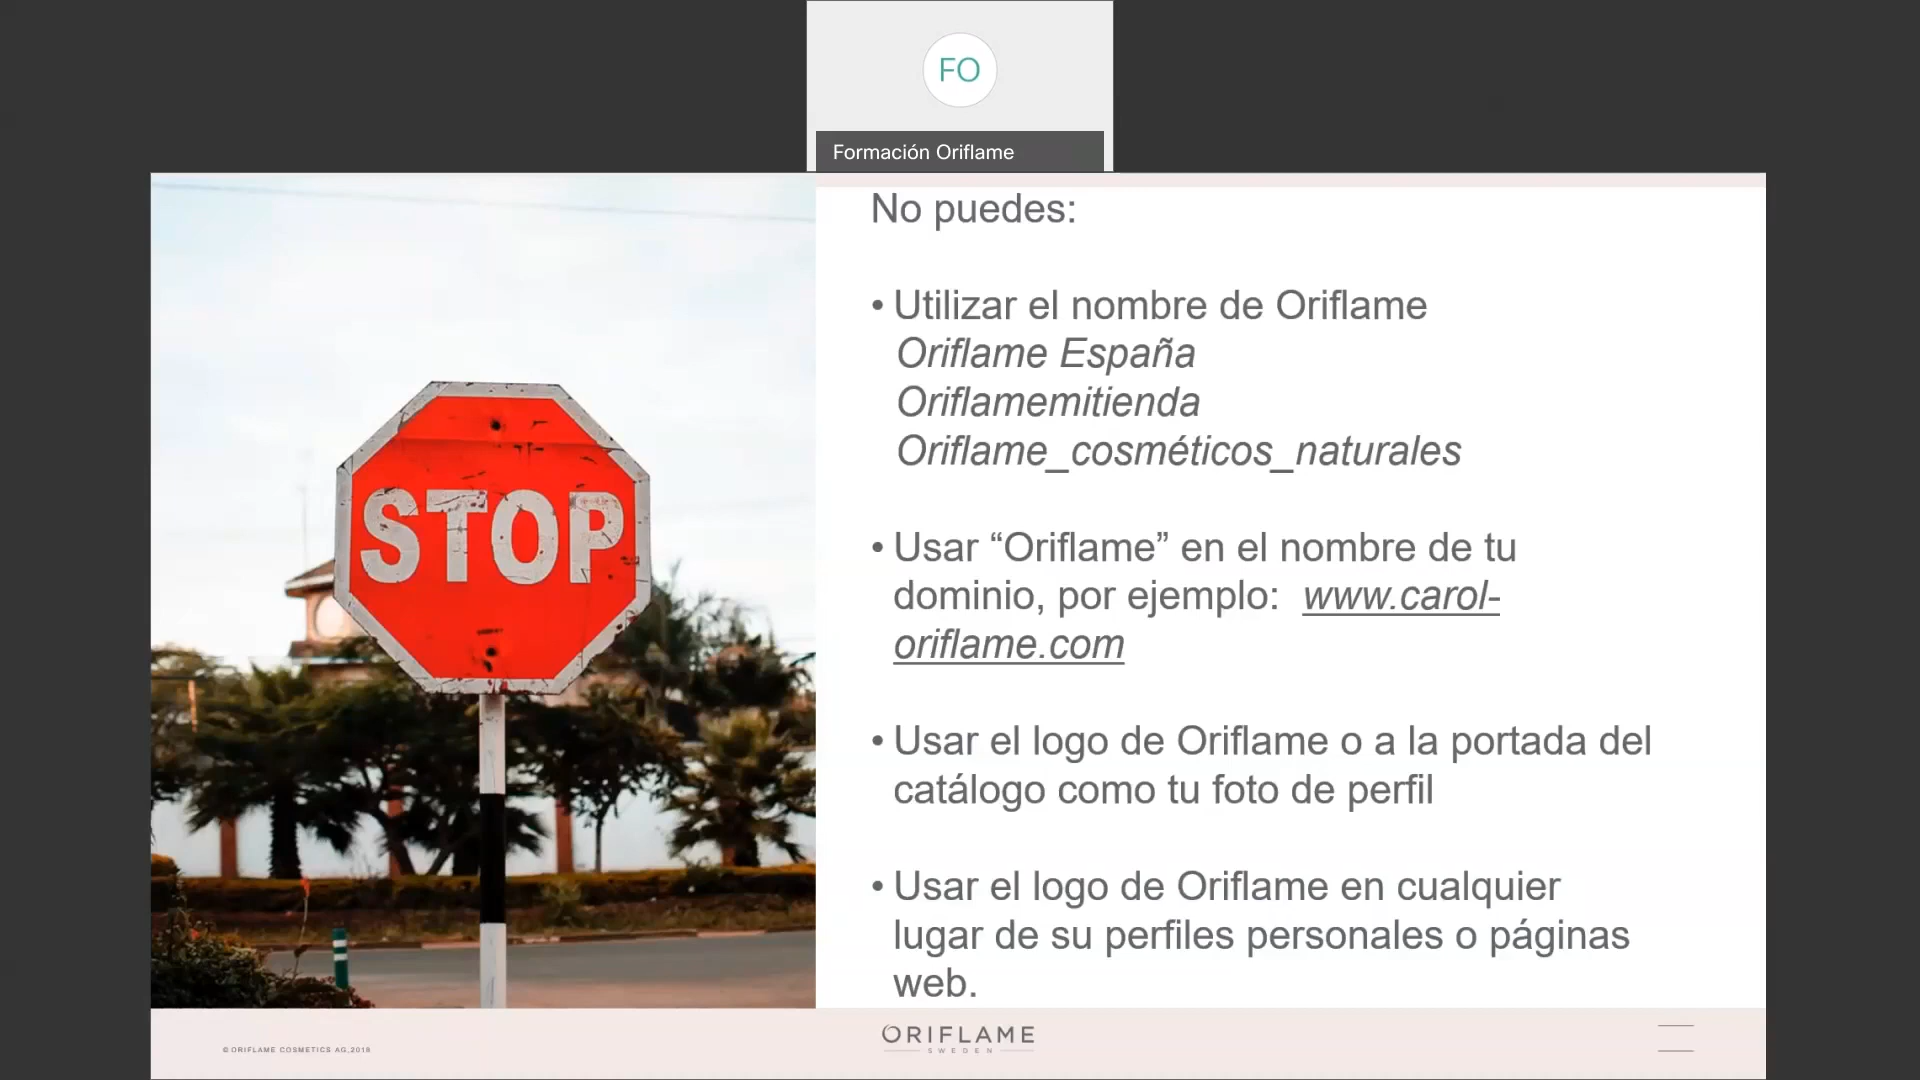 FO
Formación Oriflame
No puedes:
• Utilizar el nombre de Oriflame
Oriflame España
Oriflamemitienda
Oriflame_cosméticos_naturales
• Usar “Oriflame” en el nombre de tu
dominio, por ejemplo: www.carol-
oriflame.com
• Usar el logo de Oriflame o a la portada del
catálogo como tu foto de perfil
• Usar el logo de Oriflame en cualquier
lugar de su perfiles personales o páginas
web.
STOP
© ORIFLAME COSMETICS AG, 2019
ORIFLAME
SWEDEN